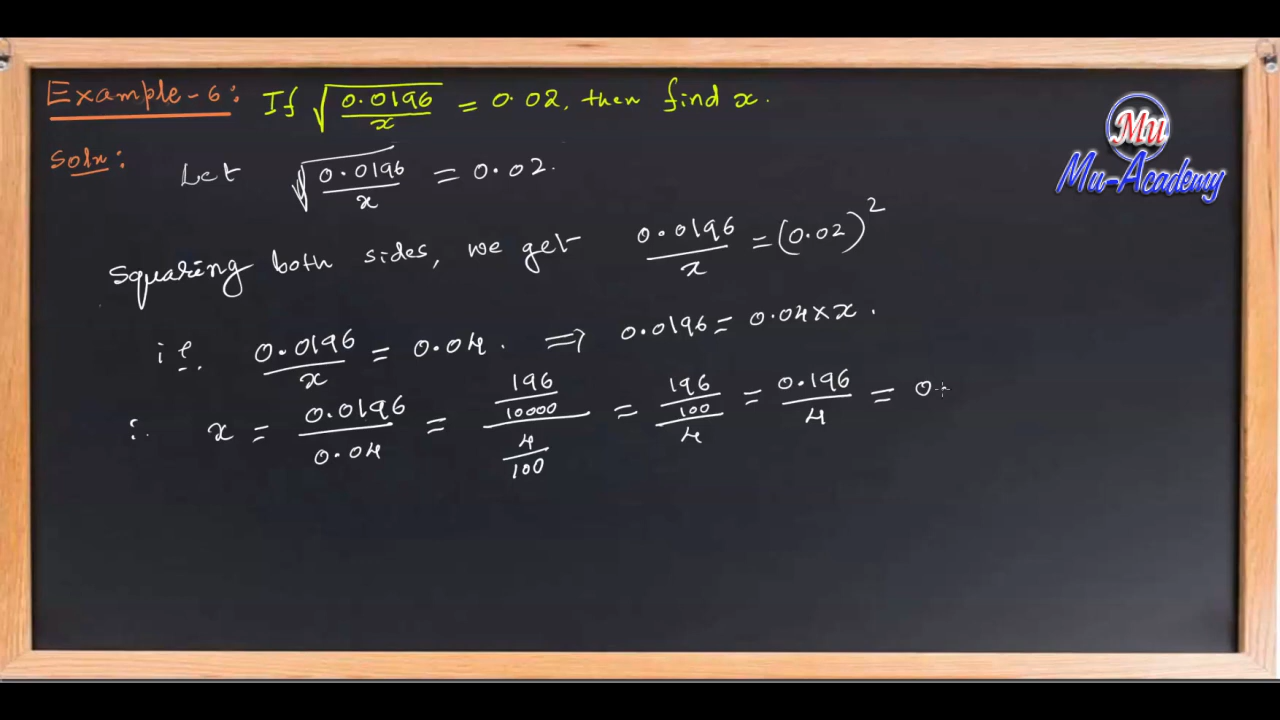 Example-6: If √(0.0196/x) = 0.02, then find x.
Mu
Mu-Academy
Soln: Let √(0.0196/x) = 0.02.
Squaring both sides, we get 0.0196/x = (0.02)²
i.e. 0.0196/x = 0.04. ⟹ 0.0196 = 0.04 × x.
∴ x = 0.0196/0.04 = (196/10000)/(4/100) = (196/100)/4 = 0.196/4 = 0.